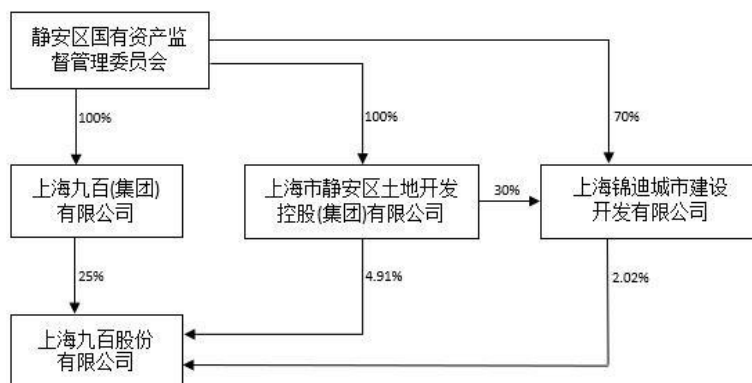 静安区国有资产监
督管理委员会
100%
100%
70%
上海九百(集团)
有限公司
上海市静安区土地开发
控股(集团)有限公司
30%
上海锦迪城市建设
开发有限公司
25%
4.91%
2.02%
上海九百股份
有限公司